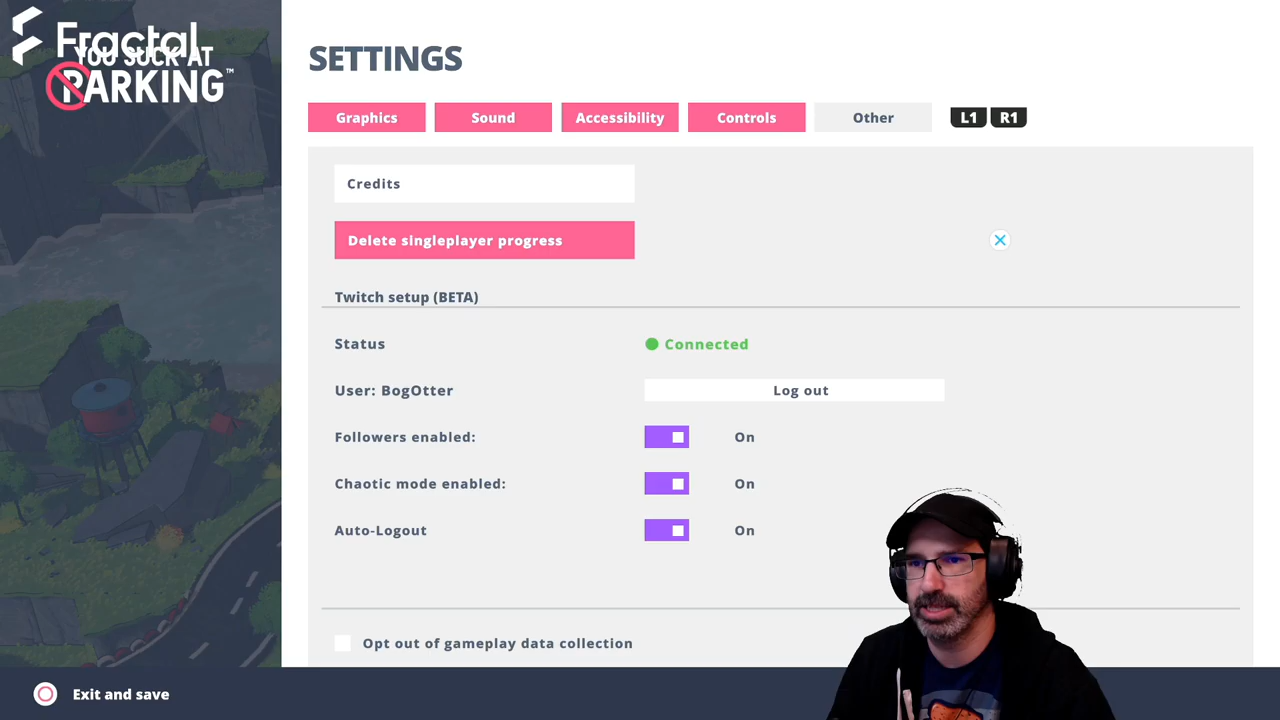 Fractal
YOU SUCK AT
PARKING™
SETTINGS
Graphics
Sound
Accessibility
Controls
Other
L1
R1
Credits
Delete singleplayer progress
Twitch setup (BETA)
Status
Connected
User: BogOtter
Log out
Followers enabled:
On
Chaotic mode enabled:
On
Auto-Logout
On
Opt out of gameplay data collection
Exit and save